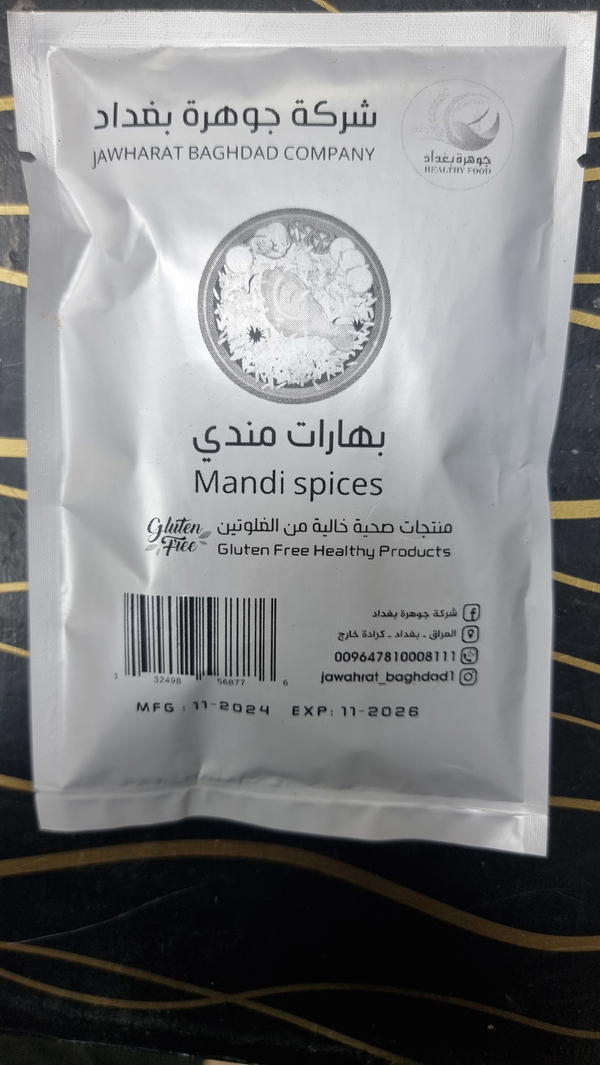 شركة جوهرة بغداد
JAWHARAT BAGHDAD COMPANY
جوهرة بغداد
HEALTHY FOOD
بهارات مندي
Mandi spices
Gluten Free
منتجات صحية خالية من الغلوتين
Gluten Free Healthy Products
شركة جوهرة بغداد
العراق - بغداد - كرادة خارج
009647810008111
jawahrat_baghdad1
1 32498 56877 6
MFG : 11-2024 EXP: 11-2026